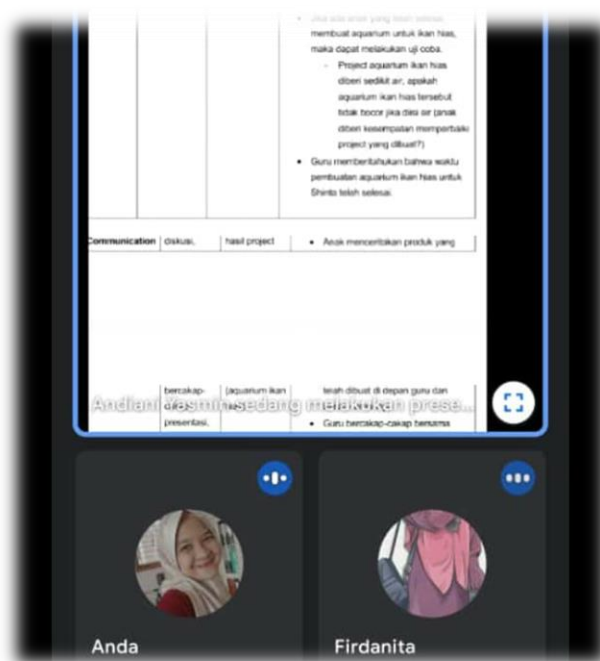 membuat aquarium untuk ikan hias,
maka dapat melakukan uji coba.
- Project aquarium ikan hias
diberi sedikit air, apakah
aquarium ikan hias tersebut
tidak bocor jika diisi air (anak
diberi kesempatan memperbaiki
project yang dibuat?)
• Guru memberitahukan bahwa waktu
pembuatan aquarium ikan hias untuk
Shinta telah selesai.
Communication diskusi, hasil project • Anak menceritakan produk yang
bercakap- (aquarium ikan telah dibuat di depan guru dan
Andiani Yasmin sedang melakukan prese...
presentasi, • Guru bercakap-cakap bersama
Anda
Firdanita